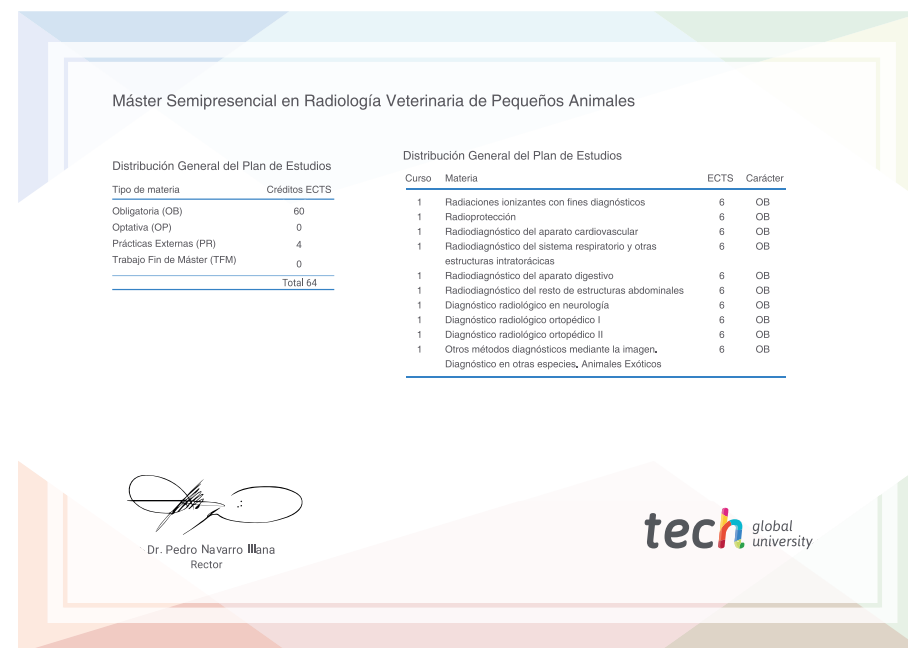 Máster Semipresencial en Radiología Veterinaria de Pequeños Animales
Distribución General del Plan de Estudios
Tipo de materia Créditos ECTS
Obligatoria (OB) 60
Optativa (OP) 0
Prácticas Externas (PR) 4
Trabajo Fin de Máster (TFM) 0
Total 64
Distribución General del Plan de Estudios
Curso Materia ECTS Carácter
1 Radiaciones ionizantes con fines diagnósticos 6 OB
1 Radioprotección 6 OB
1 Radiodiagnóstico del aparato cardiovascular 6 OB
1 Radiodiagnóstico del sistema respiratorio y otras 6 OB
estructuras intratorácicas
1 Radiodiagnóstico del aparato digestivo 6 OB
1 Radiodiagnóstico del resto de estructuras abdominales 6 OB
1 Diagnóstico radiológico en neurología 6 OB
1 Diagnóstico radiológico ortopédico I 6 OB
1 Diagnóstico radiológico ortopédico II 6 OB
1 Otros métodos diagnósticos mediante la imagen. 6 OB
Diagnóstico en otras especies. Animales Exóticos
Dr. Pedro Navarro Illana
Rector
tech global
university